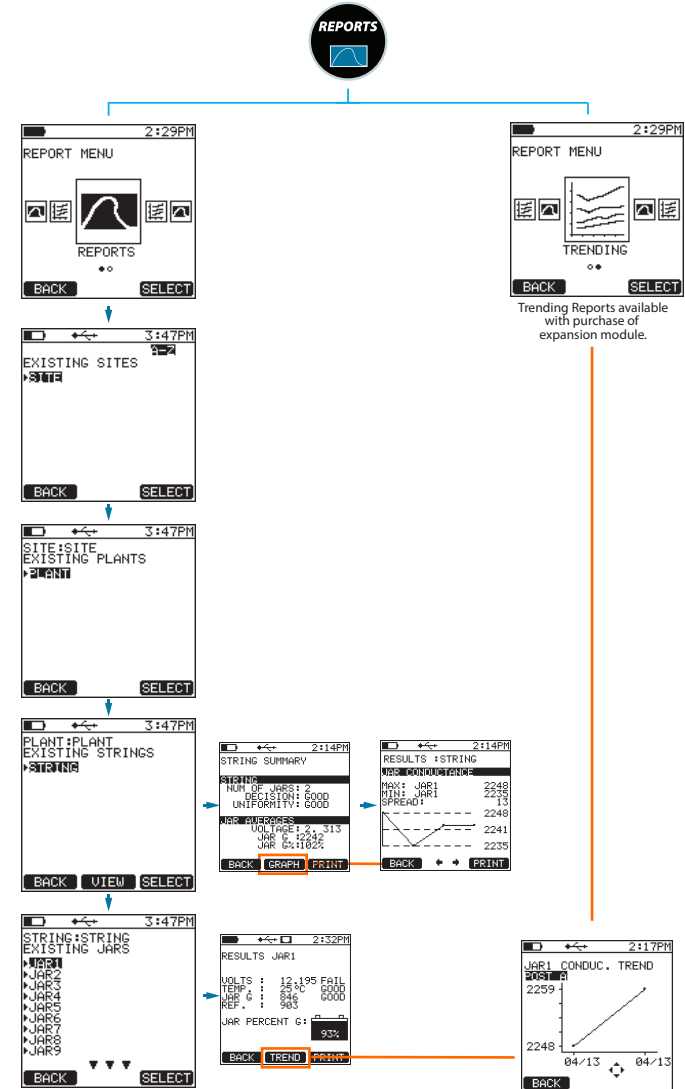 REPORTS
2:29PM
REPORT MENU
REPORTS
BACK SELECT
2:29PM
REPORT MENU
TRENDING
BACK SELECT
Trending Reports available
with purchase of
expansion module.
3:47PM
A-Z
EXISTING SITES
SITE
BACK SELECT
3:47PM
SITE:SITE
EXISTING PLANTS
PLANT
BACK SELECT
3:47PM
PLANT:PLANT
EXISTING STRINGS
STRING
BACK VIEW SELECT
2:14PM
STRING SUMMARY
STRING
NUM OF JARS: 2
DECISION: GOOD
UNIFORMITY: GOOD
JAR AVERAGES
VOLTAGE: 2. 313
JAR G :2242
JAR G%:102%
BACK GRAPH PRINT
2:14PM
RESULTS :STRING
JAR CONDUCTANCE
MAX: JAR1 2248
MIN: JAR1 2235
SPREAD: 13
2248
2241
2235
BACK PRINT
3:47PM
STRING:STRING
EXISTING JARS
JAR1
JAR2
JAR3
JAR4
JAR5
JAR6
JAR7
JAR8
JAR9
BACK SELECT
2:32PM
RESULTS JAR1
VOLTS : 12.195 FAIL
TEMP. : 25°C GOOD
JAR G : 846 GOOD
REF. : 903
JAR PERCENT G:
93%
BACK TREND PRINT
2:17PM
JAR1 CONDUC. TREND
POST A
2259
2248
04/13 04/13
BACK